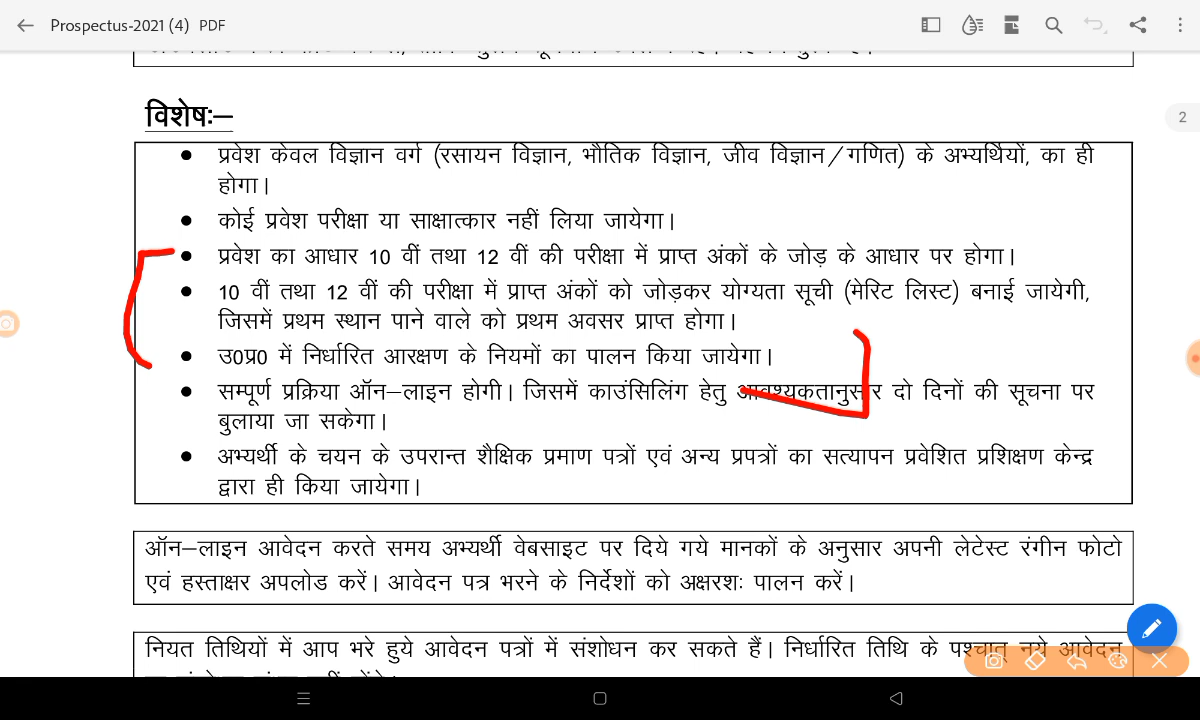 Prospectus-2021 (4) PDF
विशेषः–
2
• प्रवेश केवल विज्ञान वर्ग (रसायन विज्ञान, भौतिक विज्ञान, जीव विज्ञान/गणित) के अभ्यर्थियों, का ही
होगा।
• कोई प्रवेश परीक्षा या साक्षात्कार नहीं लिया जायेगा।
• प्रवेश का आधार 10 वीं तथा 12 वीं की परीक्षा में प्राप्त अंकों के जोड़ के आधार पर होगा।
• 10 वीं तथा 12 वीं की परीक्षा में प्राप्त अंकों को जोड़कर योग्यता सूची (मेरिट लिस्ट) बनाई जायेगी,
जिसमें प्रथम स्थान पाने वाले को प्रथम अवसर प्राप्त होगा।
• उ0प्र0 में निर्धारित आरक्षण के नियमों का पालन किया जायेगा।
• सम्पूर्ण प्रक्रिया ऑन–लाइन होगी। जिसमें काउंसिलिंग हेतु आवश्यकतानुसार दो दिनों की सूचना पर
बुलाया जा सकेगा।
• अभ्यर्थी के चयन के उपरान्त शैक्षिक प्रमाण पत्रों एवं अन्य प्रपत्रों का सत्यापन प्रवेशित प्रशिक्षण केन्द्र
द्वारा ही किया जायेगा।
ऑन–लाइन आवेदन करते समय अभ्यर्थी वेबसाइट पर दिये गये मानकों के अनुसार अपनी लेटेस्ट रंगीन फोटो
एवं हस्ताक्षर अपलोड करें। आवेदन पत्र भरने के निर्देशों को अक्षरशः पालन करें।
नियत तिथियों में आप भरे हुये आवेदन पत्रों में संशोधन कर सकते हैं। निर्धारित तिथि के पश्चात् नये आवेदन